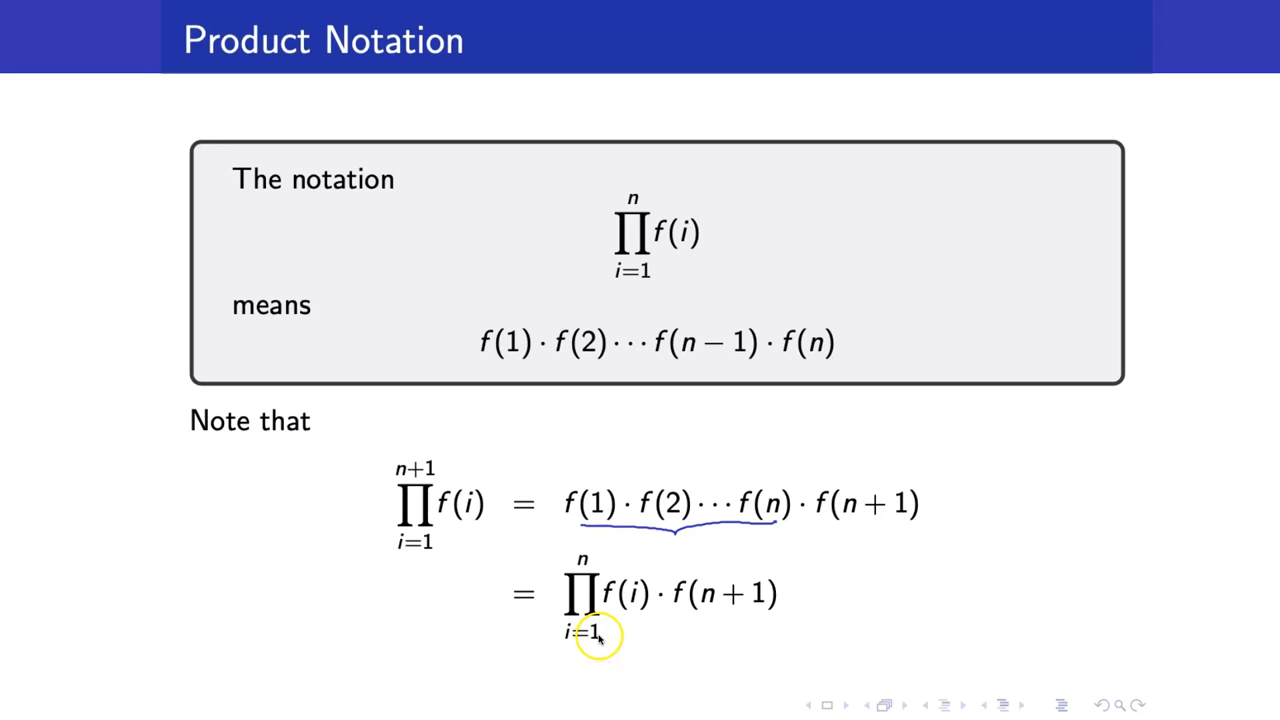 Product Notation
The notation
n
∏ f(i)
i=1
means
f(1) · f(2) · · · f(n − 1) · f(n)
Note that
n+1
∏ f(i) = f(1) · f(2) · · · f(n) · f(n + 1)
i=1
n
= ∏ f(i) · f(n + 1)
i=1